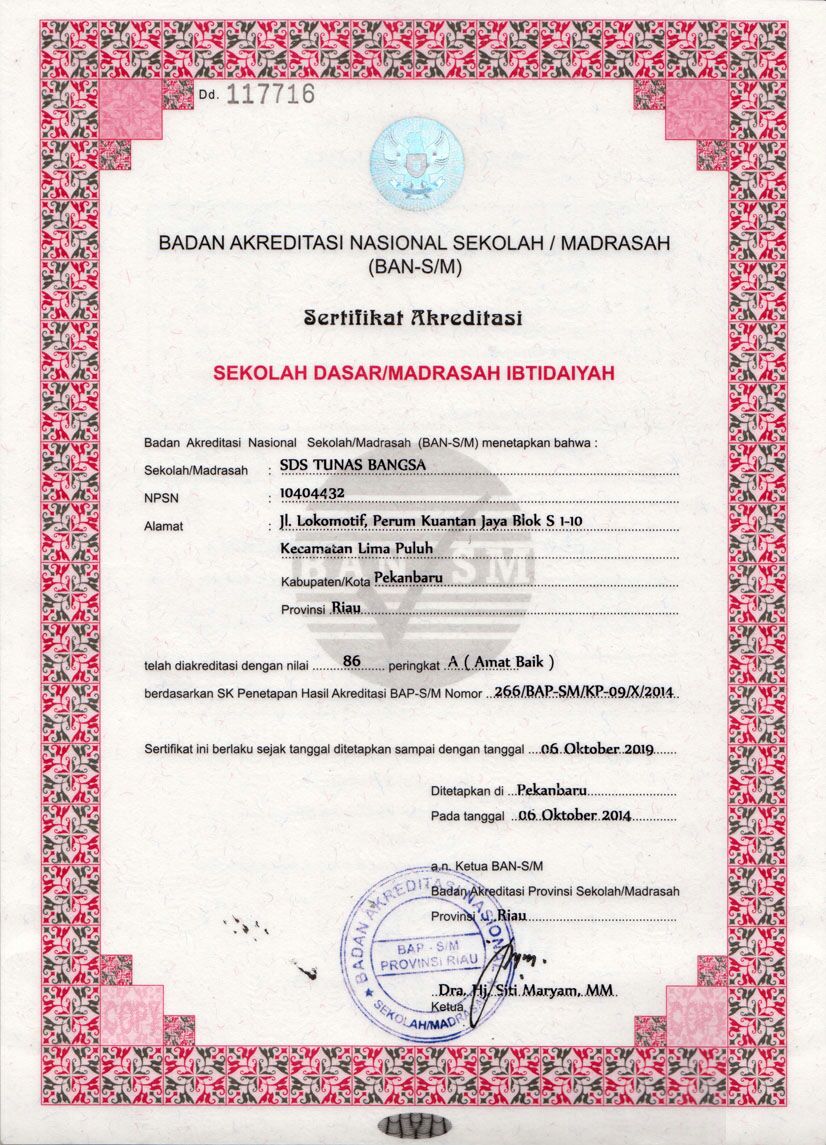 Dd. 117716
BADAN AKREDITASI NASIONAL SEKOLAH / MADRASAH
(BAN-S/M)
Sertifikat Akreditasi
SEKOLAH DASAR/MADRASAH IBTIDAIYAH
Badan Akreditasi Nasional Sekolah/Madrasah (BAN-S/M) menetapkan bahwa :
Sekolah/Madrasah : SDS TUNAS BANGSA
NPSN : 10404432
Alamat : Jl. Lokomotif, Perum Kuantan Jaya Blok S 1-10
Kecamatan Lima Puluh
BAN SM
Kabupaten/Kota Pekanbaru
Provinsi Riau
telah diakreditasi dengan nilai 86 peringkat A ( Amat Baik )
berdasarkan SK Penetapan Hasil Akreditasi BAP-S/M Nomor 266/BAP-SM/KP-09/X/2014
Sertifikat ini berlaku sejak tanggal ditetapkan sampai dengan tanggal 06 Oktober 2019
Ditetapkan di Pekanbaru
Pada tanggal 06 Oktober 2014
a.n. Ketua BAN-S/M
Badan Akreditasi Provinsi Sekolah/Madrasah
Provinsi Riau
BADAN AKREDITASI NASIONAL
BAP - S/M
PROVINSI RIAU
SEKOLAH/MADRASAH
Dra. Hj. Siti Maryam, MM
Ketua
COPY
COPY